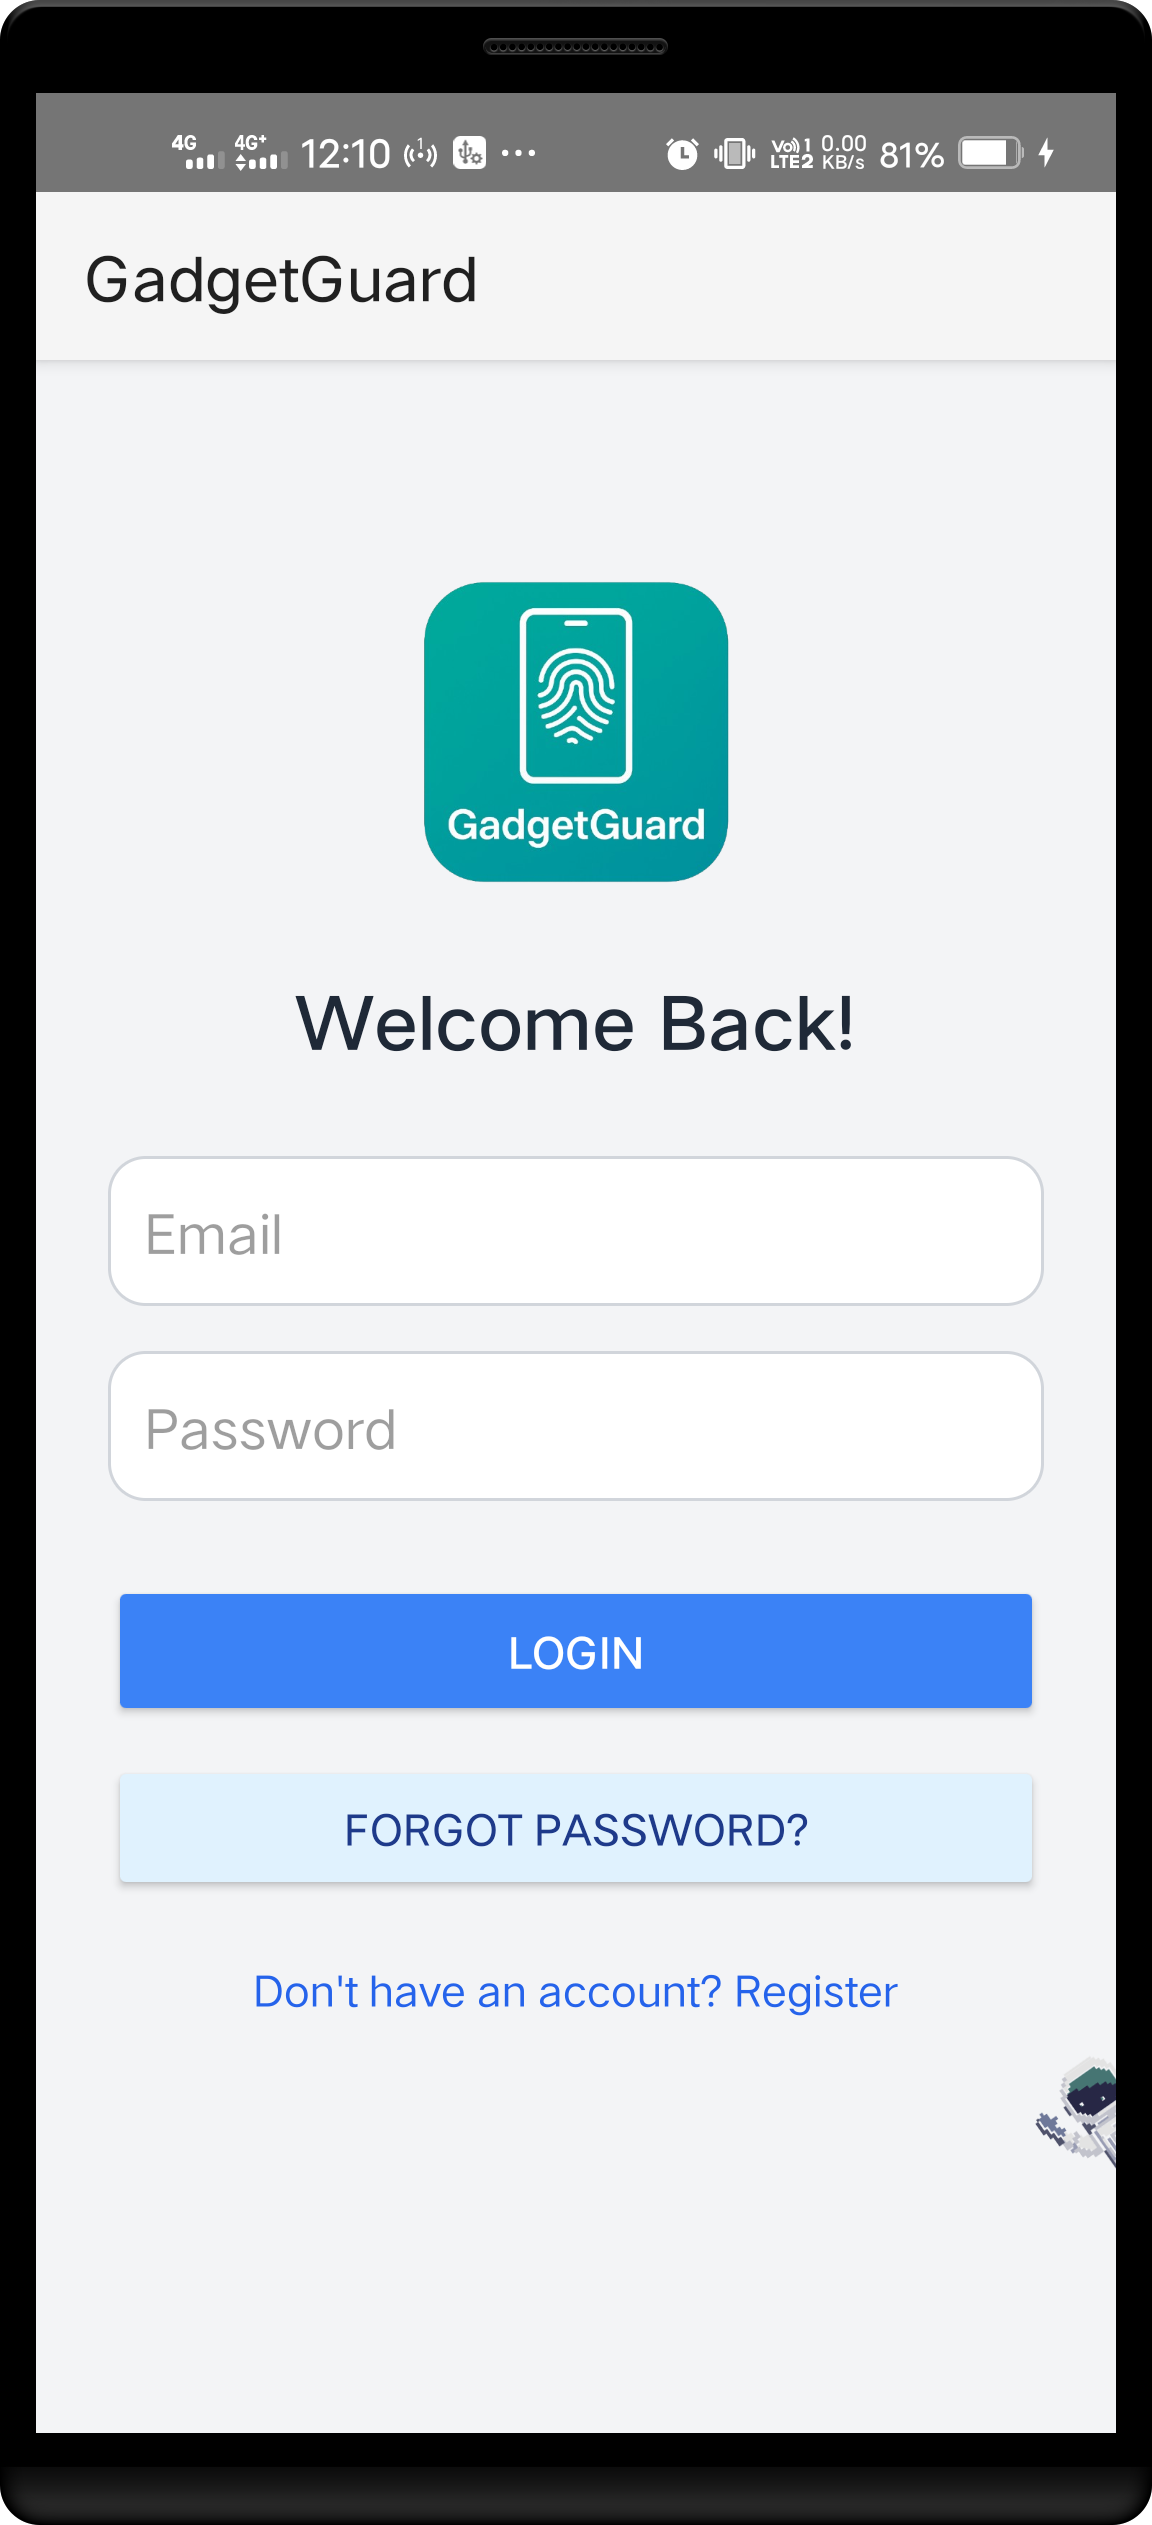 4G 4G+ 12:10 1 Vo 1 LTE2 0.00 KB/s 81%
GadgetGuard
GadgetGuard
Welcome Back!
Email
Password
LOGIN
FORGOT PASSWORD?
Don't have an account? Register